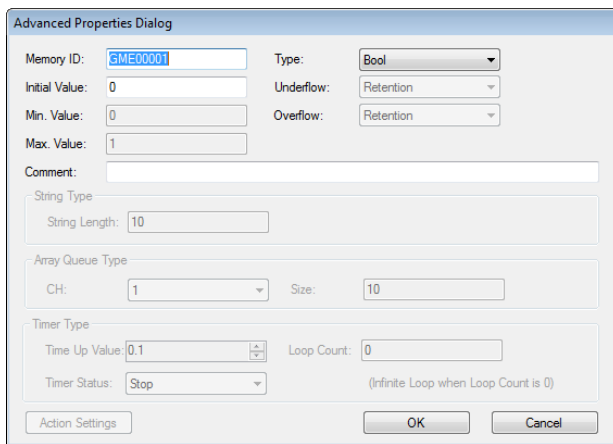 Advanced Properties Dialog
Memory ID: GME00001 Type: Bool
Initial Value: 0 Underflow: Retention
Min. Value: 0 Overflow: Retention
Max. Value: 1
Comment:
String Type
String Length: 10
Array Queue Type
CH: 1 Size: 10
Timer Type
Time Up Value: 0.1 Loop Count: 0
Timer Status: Stop (Infinite Loop when Loop Count is 0)
Action Settings OK Cancel